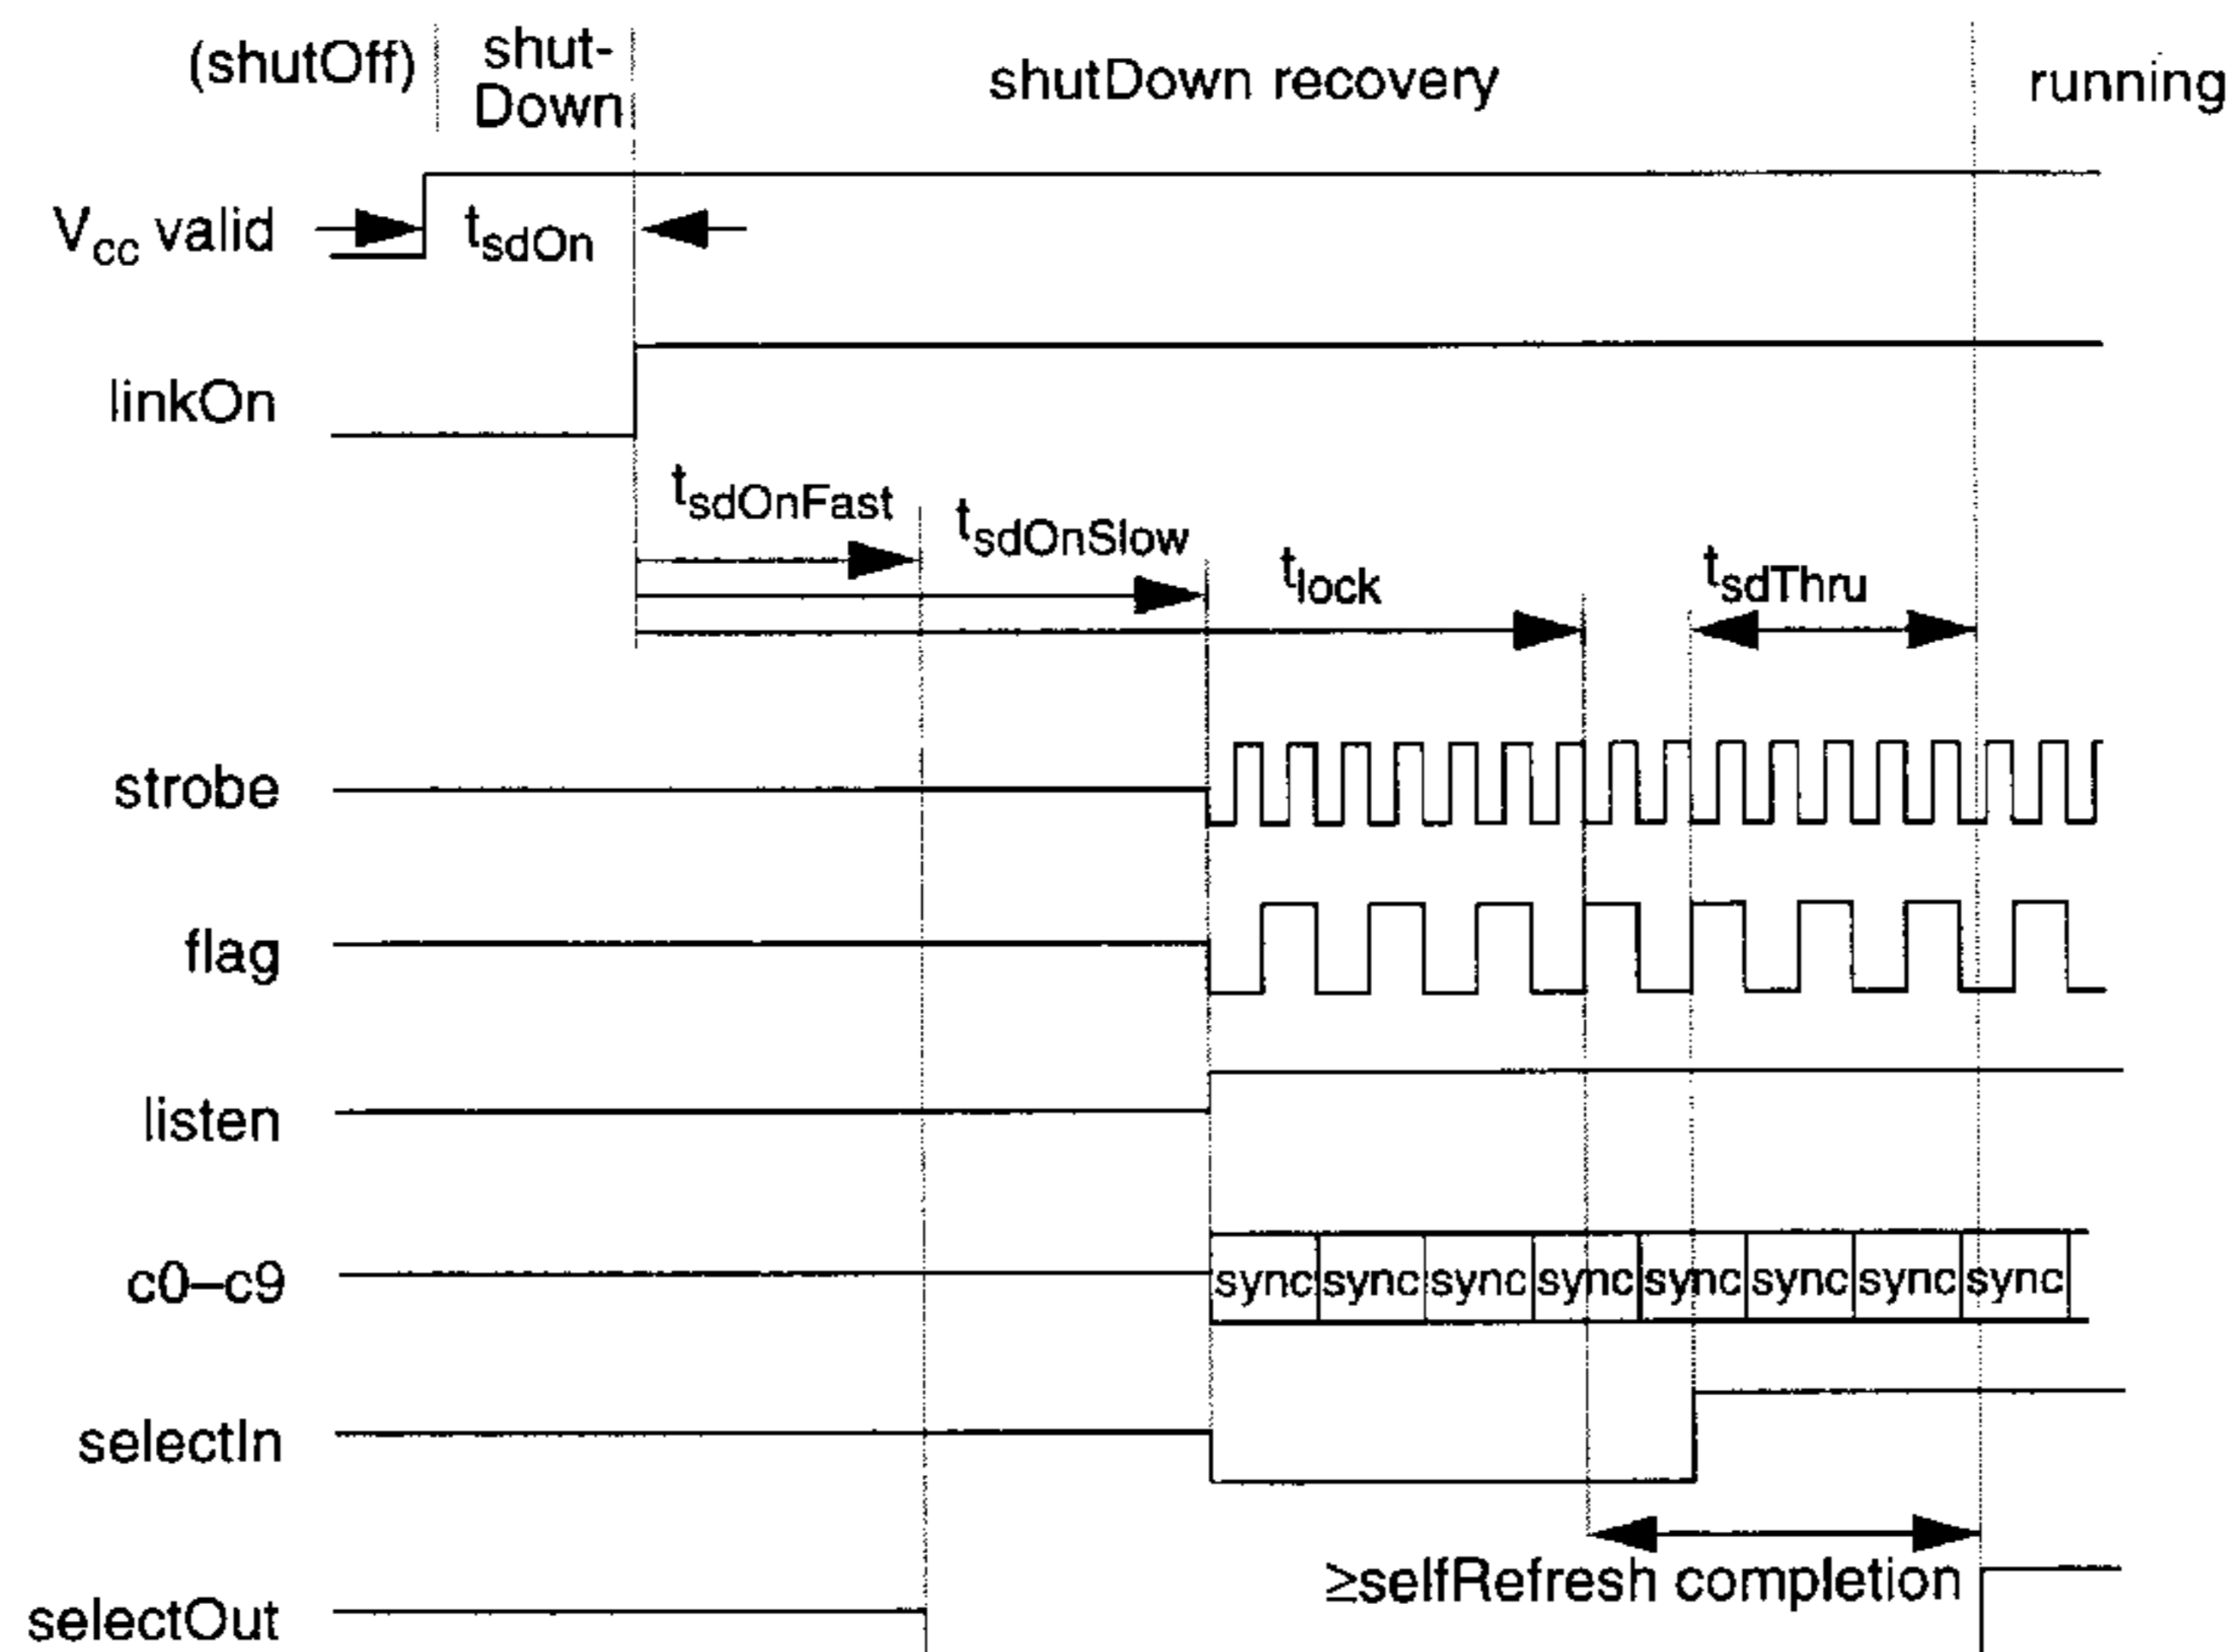 (shutOff)
shut-
Down
shutDown recovery
running
Vcc valid
tsdOn
linkOn
tsdOnFast
tsdOnSlow
tlock
tsdThru
strobe
flag
listen
c0–c9
sync sync sync sync sync sync sync sync
selectIn
≥selfRefresh completion
selectOut